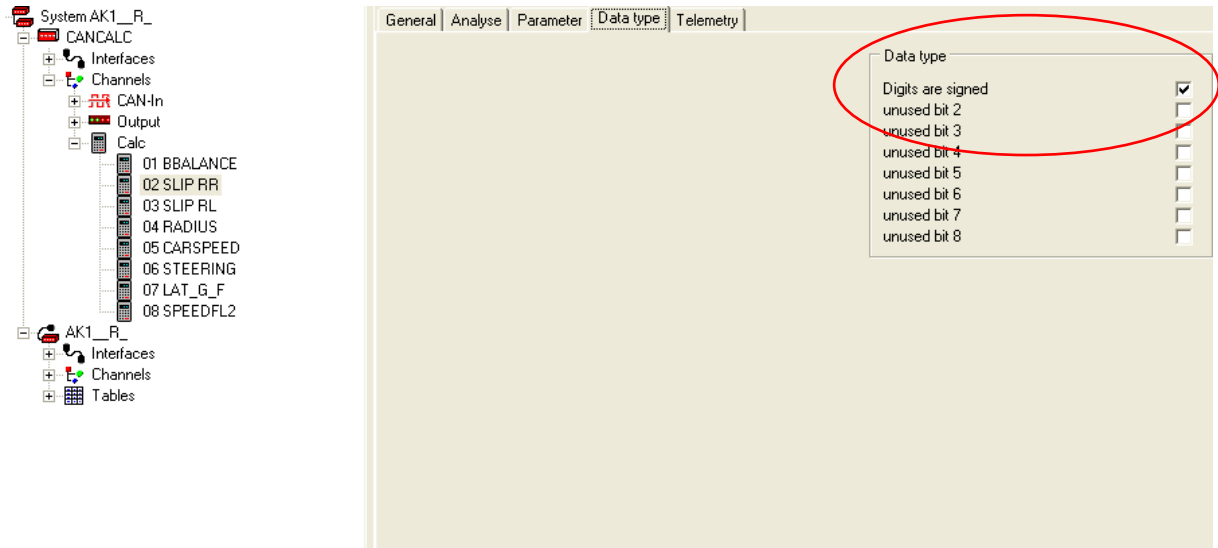 System AK1__R_
CANCALC
Interfaces
Channels
CAN-In
Output
Calc
01 BBALANCE
02 SLIP RR
03 SLIP RL
04 RADIUS
05 CARSPEED
06 STEERING
07 LAT_G_F
08 SPEEDFL2
AK1__R_
Interfaces
Channels
Tables
General Analyse Parameter Data type Telemetry
Data type
Digits are signed
unused bit 2
unused bit 3
unused bit 4
unused bit 5
unused bit 6
unused bit 7
unused bit 8